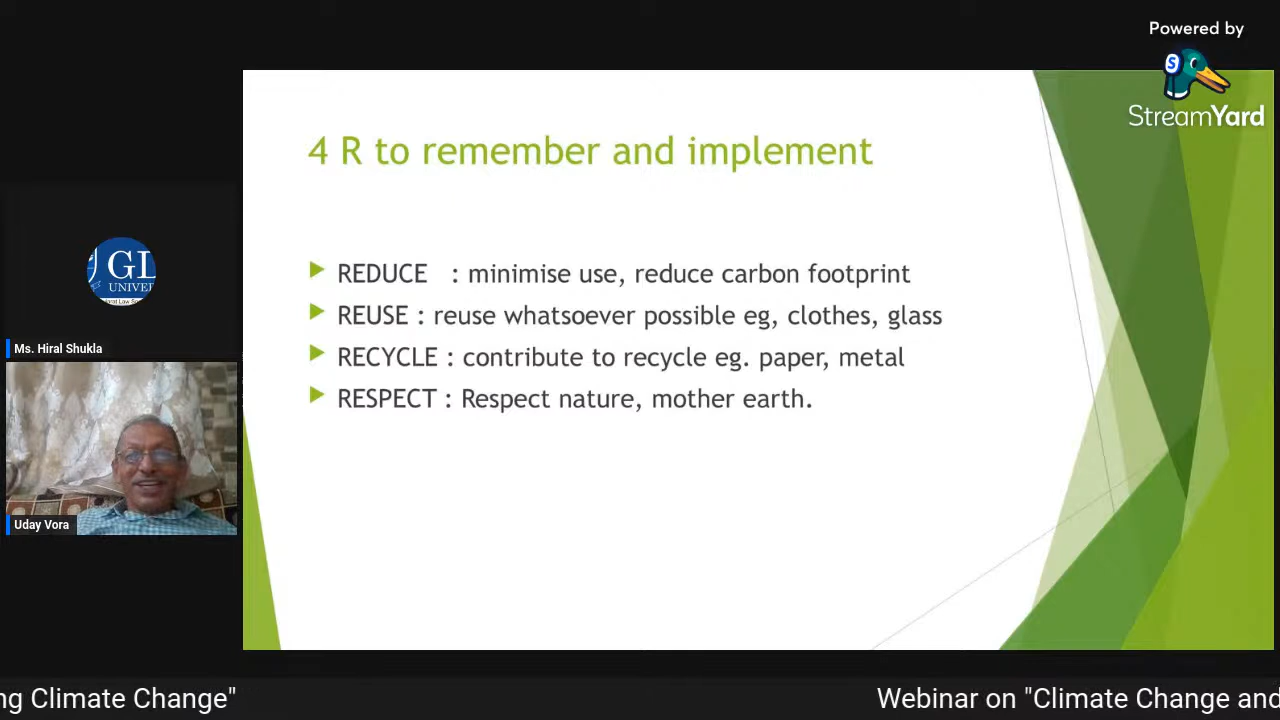 Powered by
StreamYard
4 R to remember and implement
REDUCE : minimise use, reduce carbon footprint
REUSE : reuse whatsoever possible eg, clothes, glass
RECYCLE : contribute to recycle eg. paper, metal
RESPECT : Respect nature, mother earth.
GL
UNIVER
Ms. Hiral Shukla
Uday Vora
ng Climate Change"
Webinar on "Climate Change and